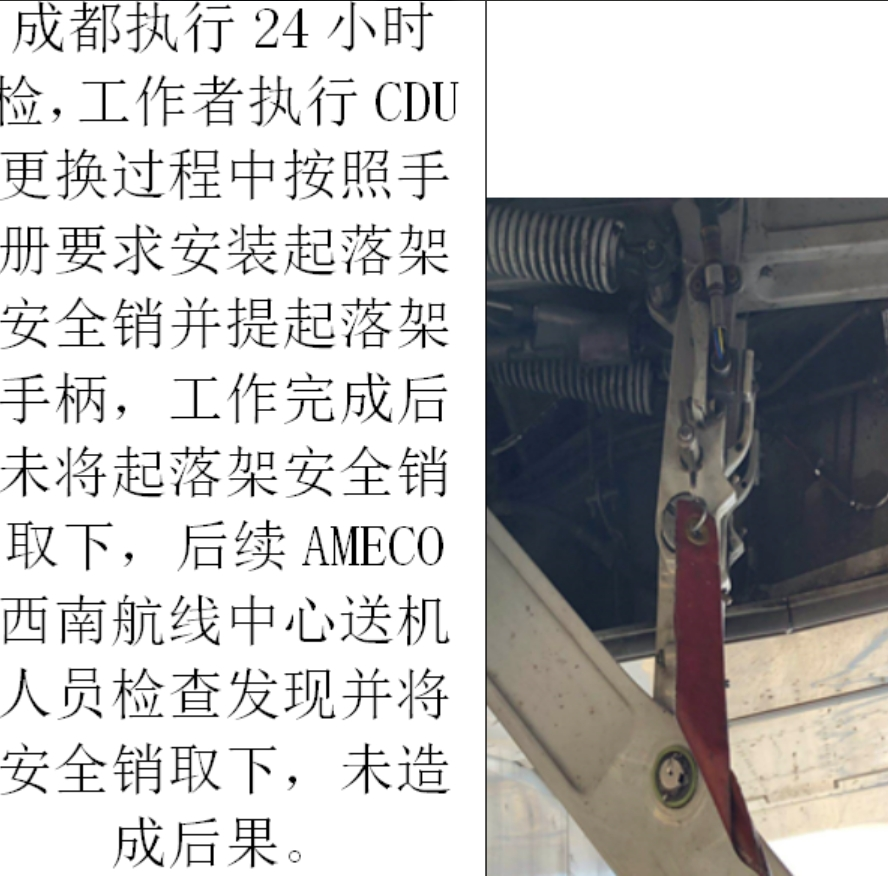 成都执行 24 小时
检，工作者执行 CDU
更换过程中按照手
册要求安装起落架
安全销并提起落架
手柄，工作完成后
未将起落架安全销
取下，后续 AMECO
西南航线中心送机
人员检查发现并将
安全销取下，未造
成后果。